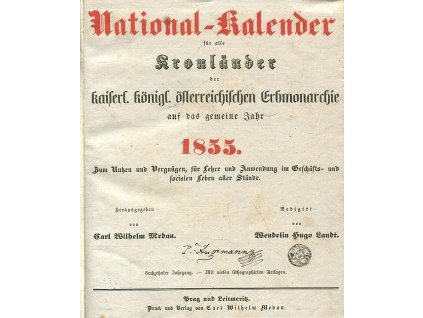 National-Kalender
für alle
Kronländer
der
kaiserl. königl. österreichischen Erbmonarchie
auf das gemeine Jahr
1855.
Zum Nutzen und Vergnügen, für Lehre und Anwendung im Geschäfts- und
socialen Leben aller Stände.
Herausgegeben
von
Carl Wilhelm Medau.
Redigirt
von
Wendelin Hugo Landt.
Sechzehnter Jahrgang. — Mit vielen lithographirten Beilagen.
Prag und Leitmeritz.
Druck und Verlag von Carl Wilhelm Medau.